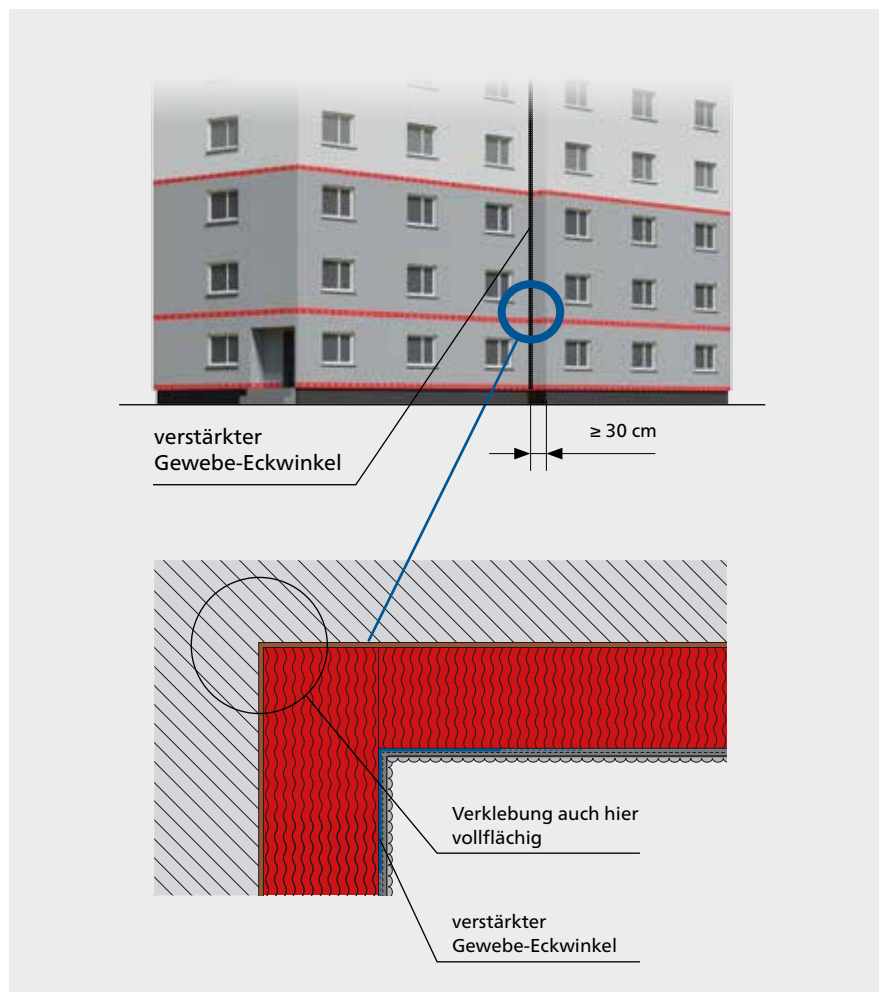 verstärkter
Gewebe-Eckwinkel
≥ 30 cm
Verklebung auch hier
vollflächig
verstärkter
Gewebe-Eckwinkel